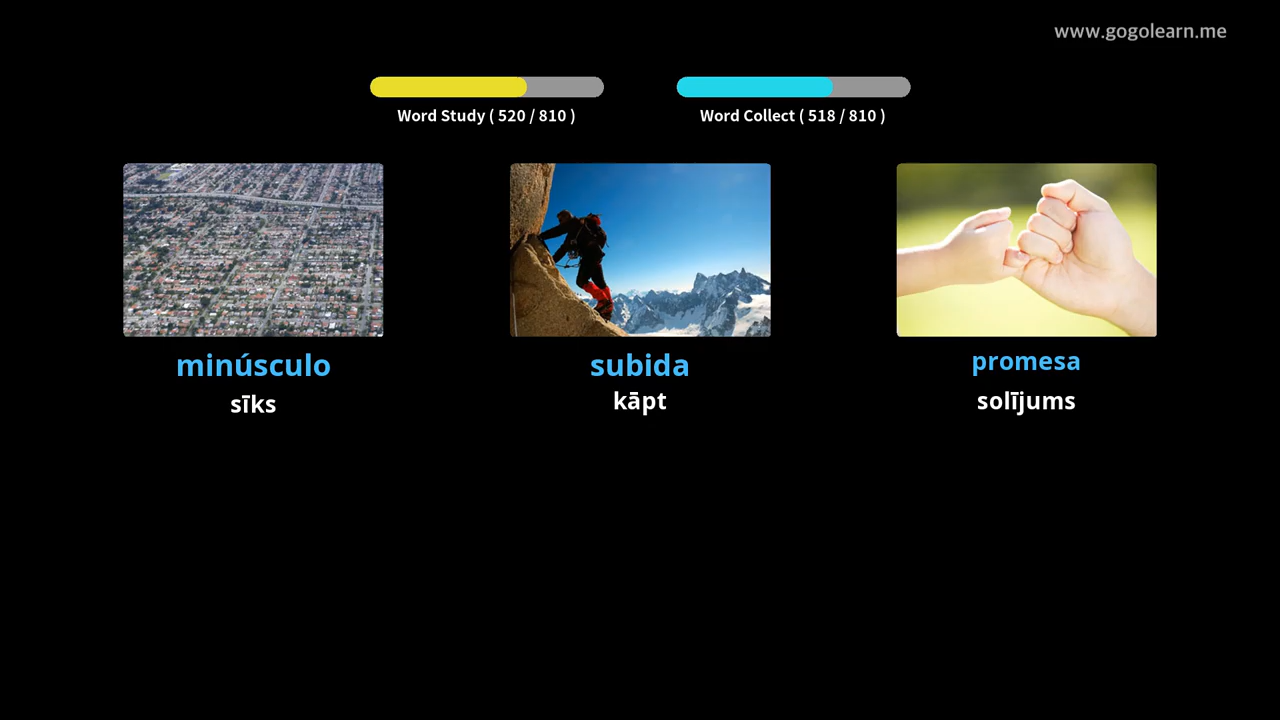 www.gogolearn.me
Word Study ( 520 / 810 )
Word Collect ( 518 / 810 )
minúsculo
sīks
subida
kāpt
promesa
solījums